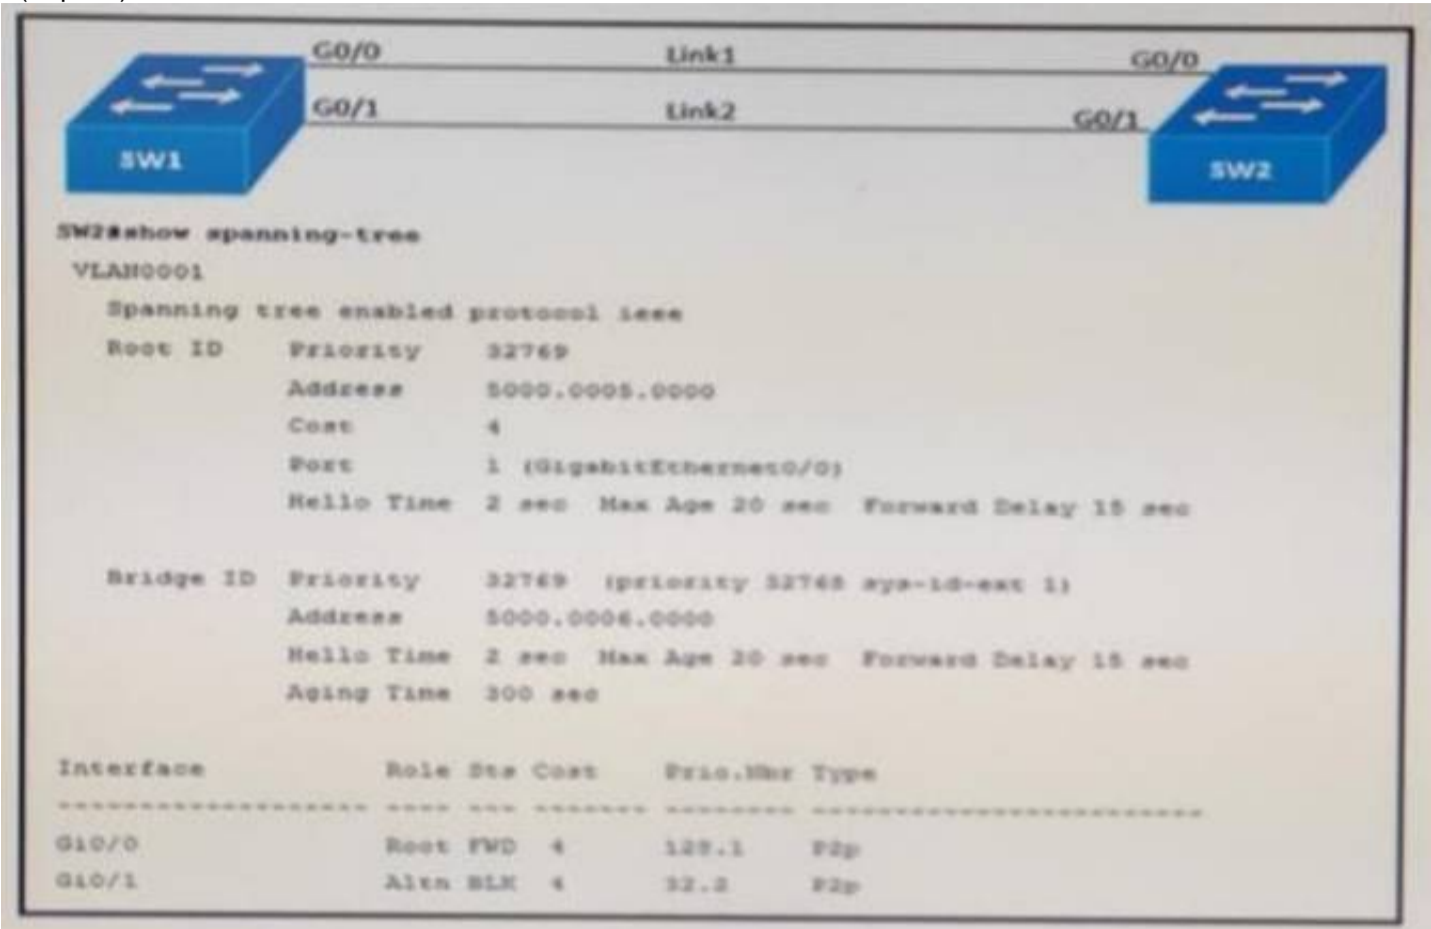 G0/0 Link1 G0/0
G0/1 Link2 G0/1
SW1 SW2
SW2#show spanning-tree
VLAN0001
Spanning tree enabled protocol ieee
Root ID Priority 32769
Address 5000.0005.0000
Cost 4
Port 1 (GigabitEthernet0/0)
Hello Time 2 sec Max Age 20 sec Forward Delay 15 sec
Bridge ID Priority 32769 (priority 32768 sys-id-ext 1)
Address 5000.0006.0000
Hello Time 2 sec Max Age 20 sec Forward Delay 15 sec
Aging Time 300 sec
Interface Role Sts Cost Prio.Nbr Type
------------------- ---- --- ------- -------- ------------------------
Gi0/0 Root FWD 4 128.1 P2p
Gi0/1 Altn BLK 4 32.2 P2p